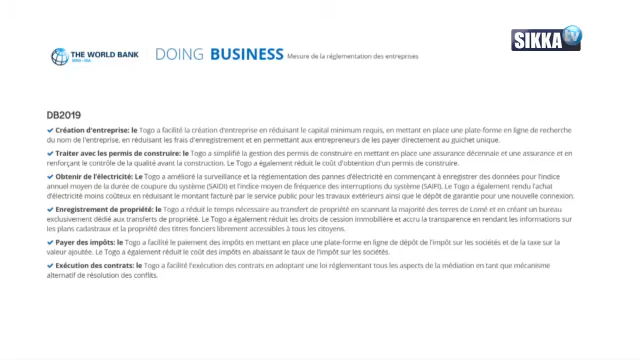 SIKKA TV
THE WORLD BANK
IBRD • IDA
DOING BUSINESS Mesure de la réglementation des entreprises
DB2019
✔ Création d'entreprise: le Togo a facilité la création d'entreprise en réduisant le capital minimum requis, en mettant en place une plate-forme en ligne de recherche
du nom de l'entreprise, en réduisant les frais d'enregistrement et en permettant aux entrepreneurs de les payer directement au guichet unique.
✔ Traiter avec les permis de construire: le Togo a simplifié la gestion des permis de construire en mettant en place une assurance décennale et une assurance et en
renforçant le contrôle de la qualité avant la construction. Le Togo a également réduit le coût d'obtention d'un permis de construire.
✔ Obtenir de l'électricité: Le Togo a amélioré la surveillance et la réglementation des pannes d'électricité en commençant à enregistrer des données pour l'indice
annuel moyen de la durée de coupure du système (SAIDI) et l'indice moyen de fréquence des interruptions du système (SAIFI). Le Togo a également rendu l'achat
d'électricité moins coûteux en réduisant le montant facturé par le service public pour les travaux extérieurs ainsi que le dépôt de garantie pour une nouvelle connexion.
✔ Enregistrement de propriété: le Togo a réduit le temps nécessaire au transfert de propriété en scannant la majorité des terres de Lomé et en créant un bureau
exclusivement dédié aux transferts de propriété. Le Togo a également réduit les droits de cession immobilière et accru la transparence en rendant les informations sur
les plans cadastraux et la propriété des titres fonciers librement accessibles à tous les citoyens.
✔ Payer des impôts: le Togo a facilité le paiement des impôts en mettant en place une plate-forme en ligne de dépôt de l'impôt sur les sociétés et de la taxe sur la
valeur ajoutée. Le Togo a également réduit le coût des impôts en abaissant le taux de l'impôt sur les sociétés.
✔ Exécution des contrats: le Togo a facilité l'exécution des contrats en adoptant une loi réglementant tous les aspects de la médiation en tant que mécanisme
alternatif de résolution des conflits.